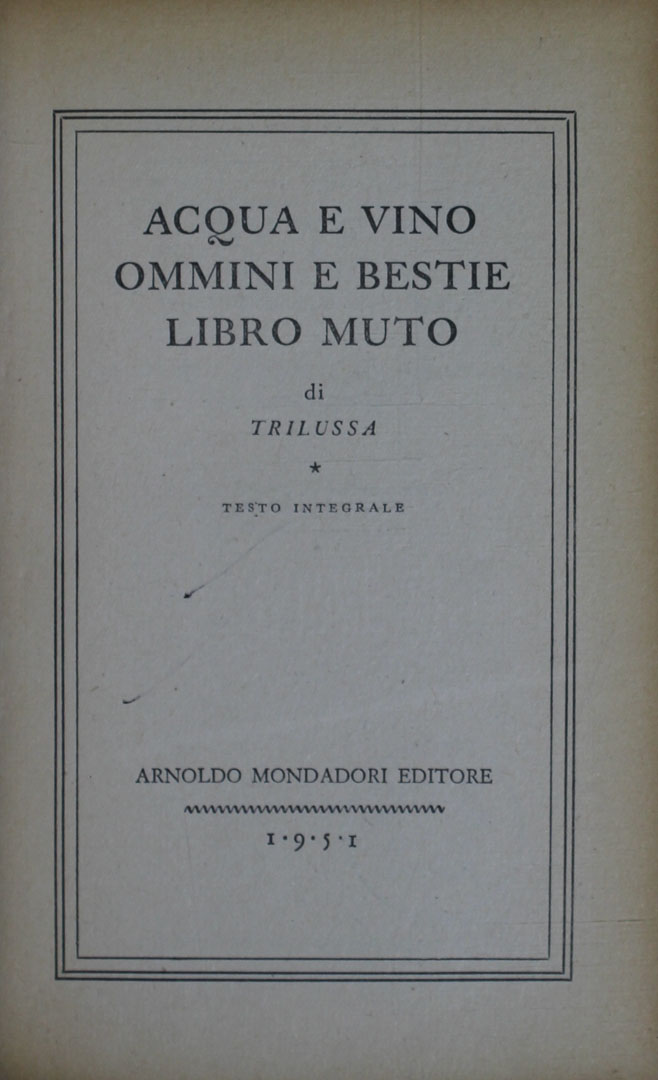 ACQUA E VINO
OMMINI E BESTIE
LIBRO MUTO
di
TRILUSSA
★
TESTO INTEGRALE
ARNOLDO MONDADORI EDITORE
1·9·5·1